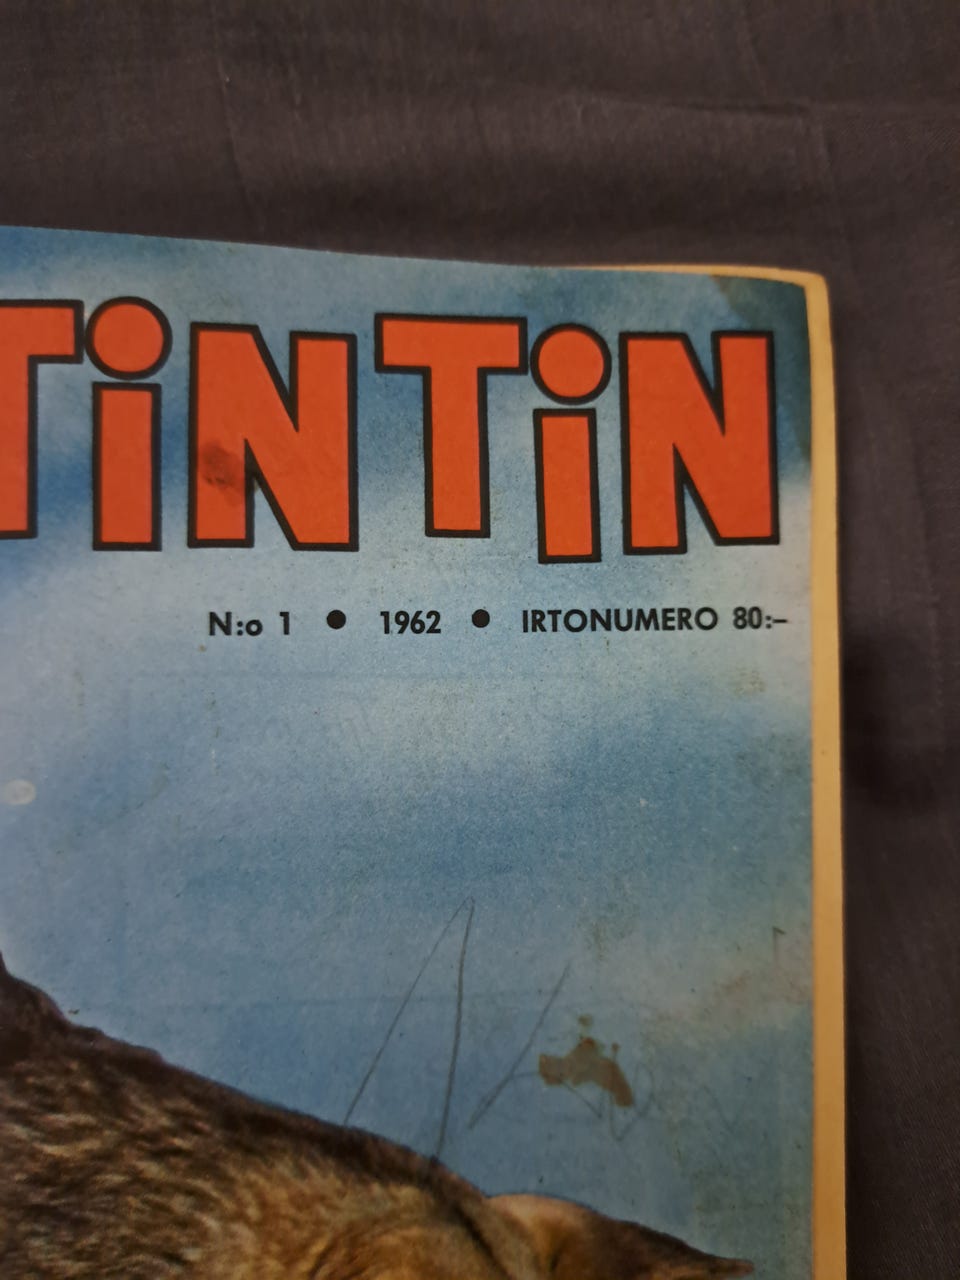 TiNTiN
N:o 1 ● 1962 ● IRTONUMERO 80:–